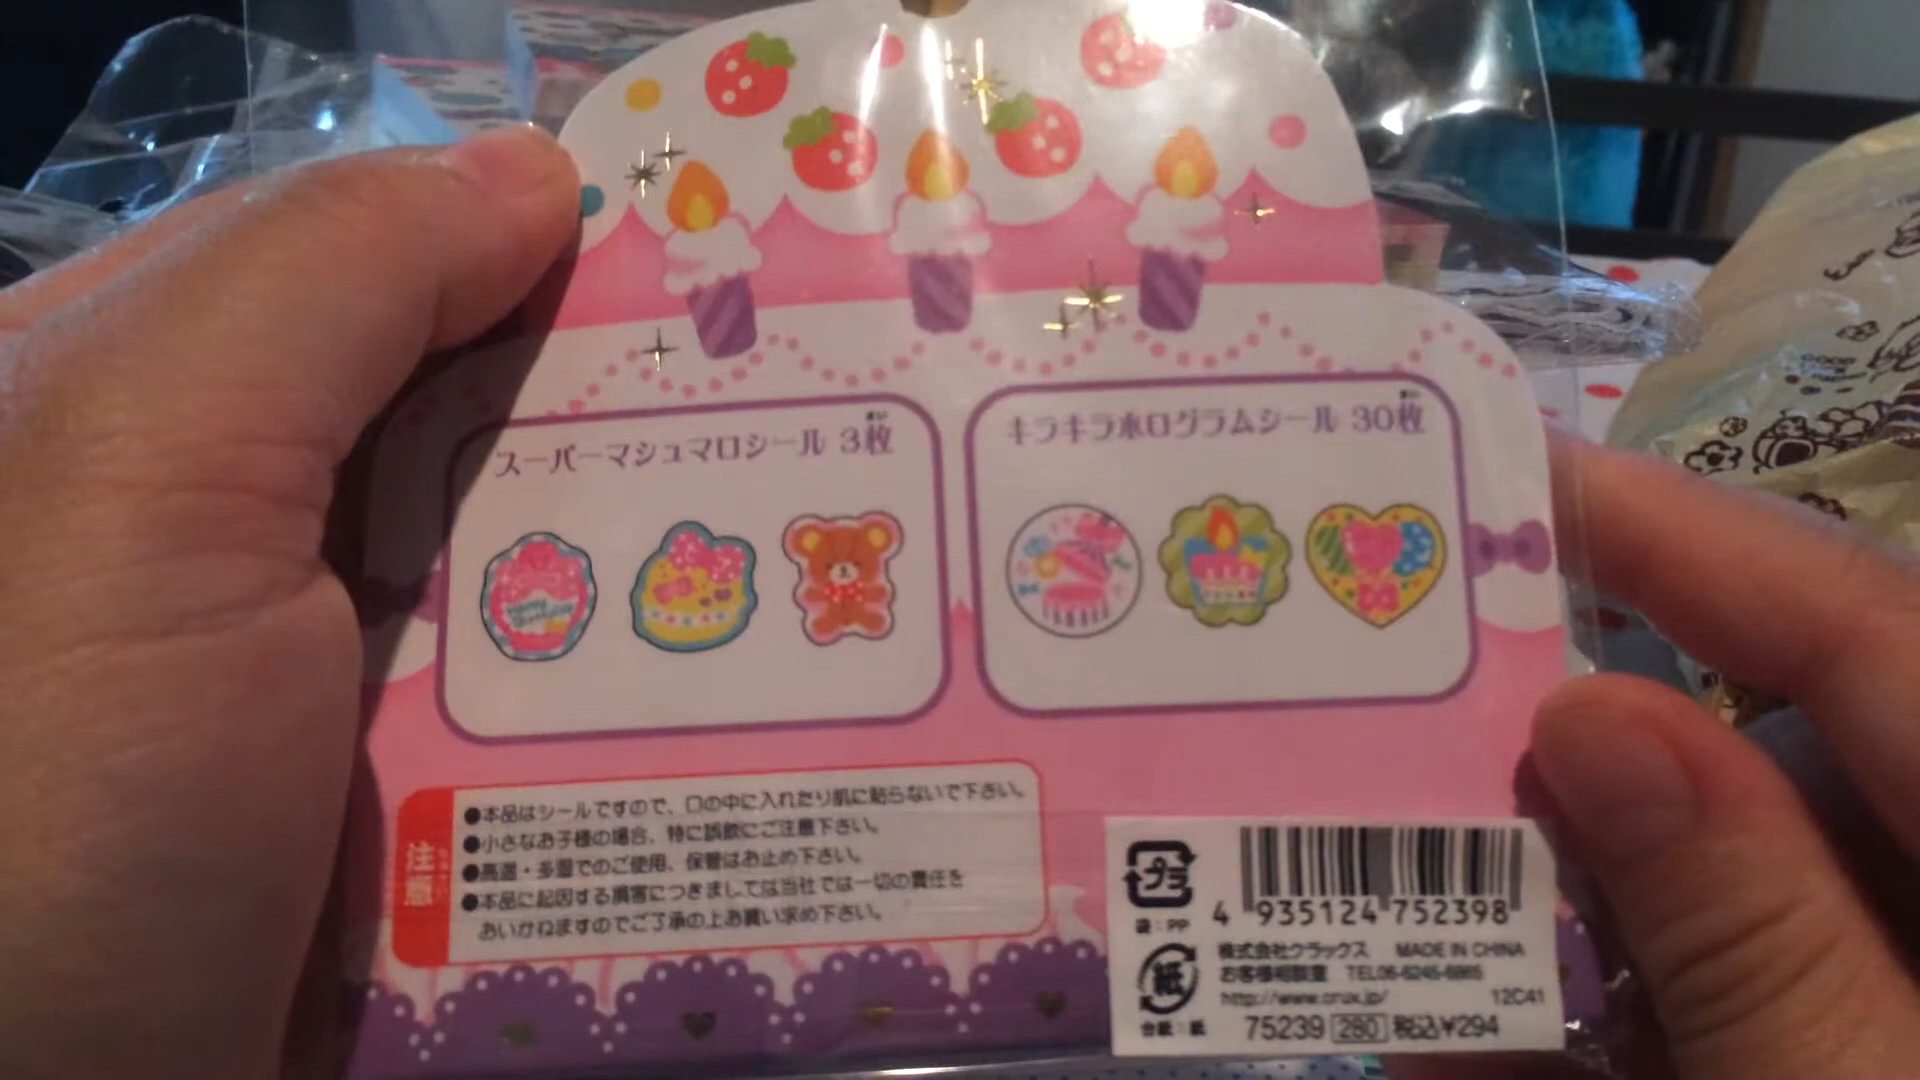 スーパーマシュマロシール 3枚
まい
キラキラホログラムシール 30枚
まい
注意
●本品はシールですので、口の中に入れたり肌に貼らないで下さい。
●小さなお子様の場合、特に誤飲にご注意下さい。
●高温・多湿でのご使用、保管はお止め下さい。
●本品に起因する損害につきましては当社では一切の責任を
おいかねますのでご了承の上お買い求め下さい。
プラ
袋:PP
紙
台紙:紙
4 935124 752398
株式会社クラックス MADE IN CHINA
お客様相談室 TEL06-6245-6865
http://www.crux.jp/ 12C41
75239 280 税込¥294